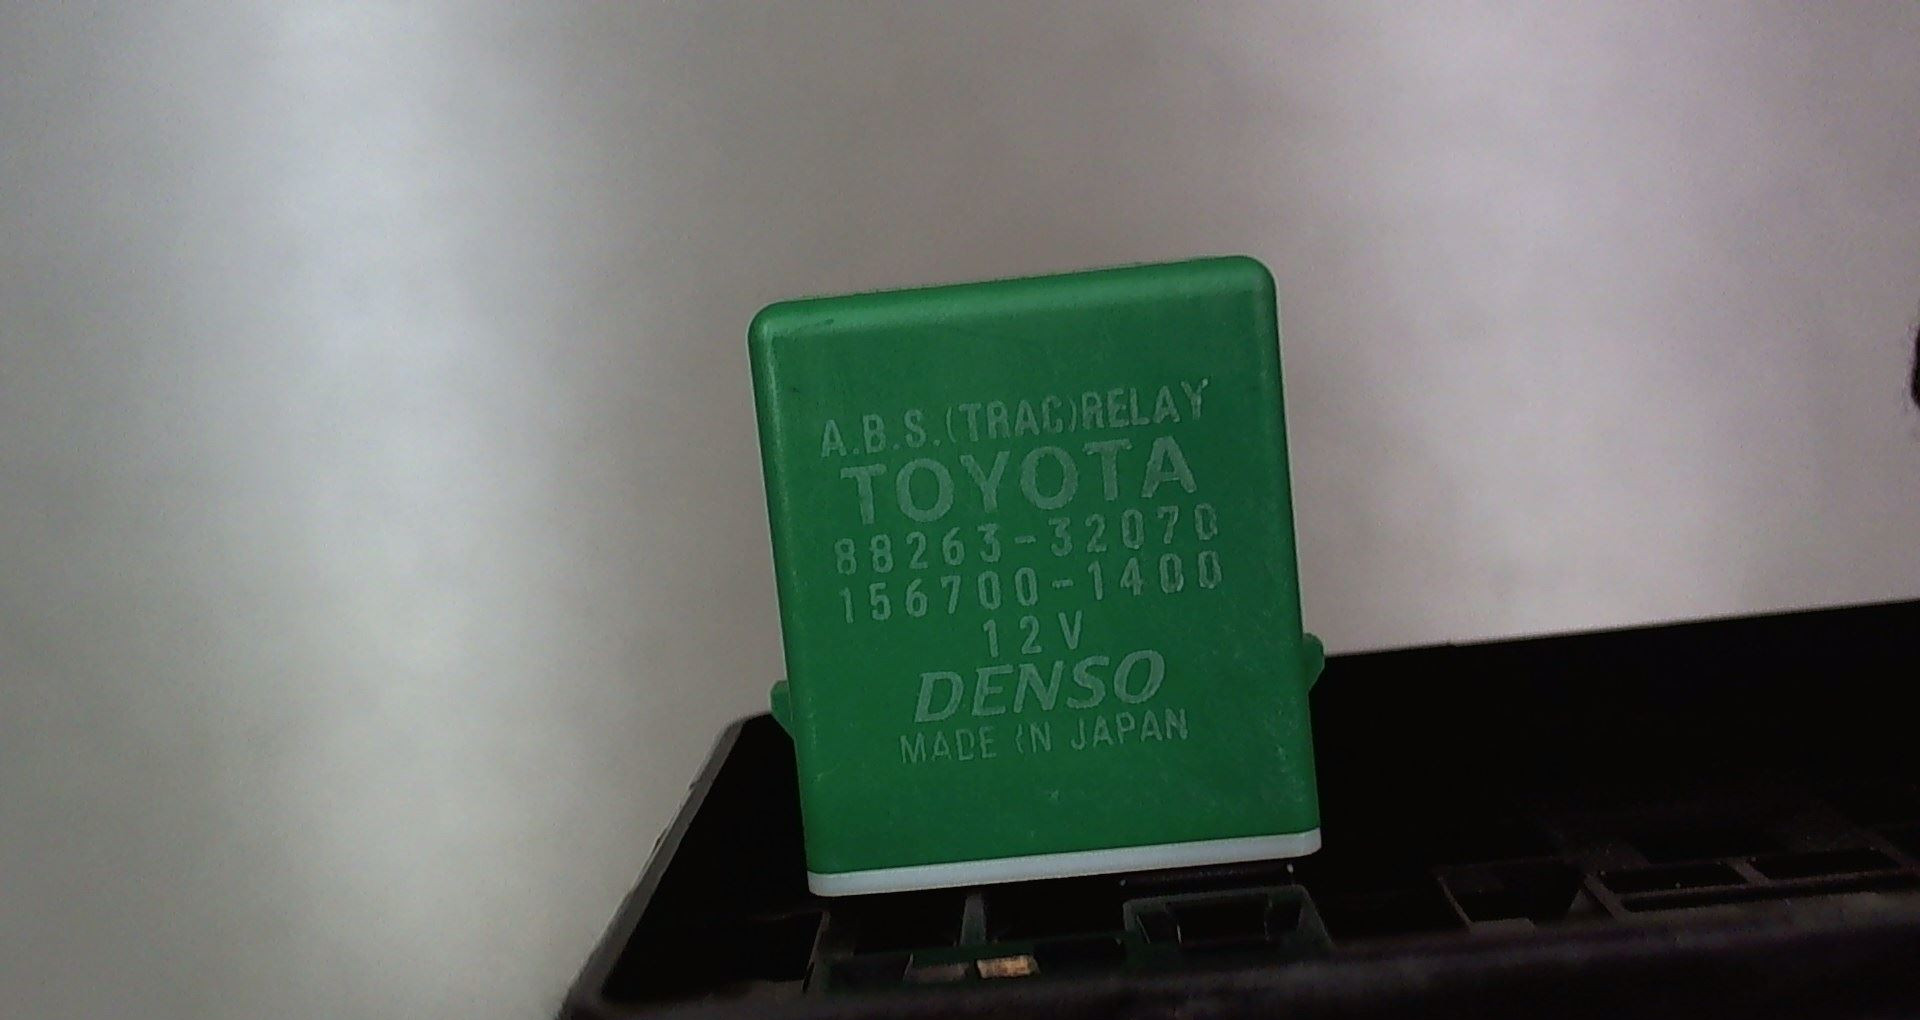 A.B.S.(TRAC)RELAY
TOYOTA
88263-32070
156700-1400
12V
DENSO
MADE IN JAPAN